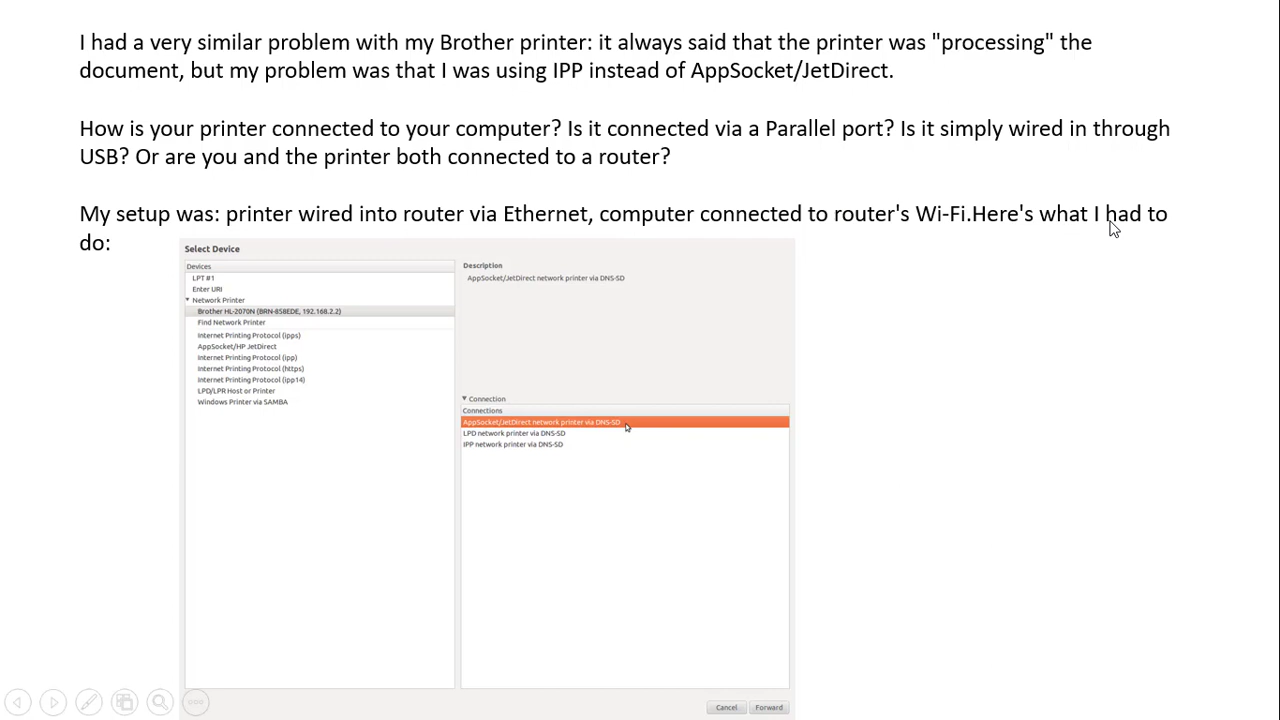 I had a very similar problem with my Brother printer: it always said that the printer was "processing" the
document, but my problem was that I was using IPP instead of AppSocket/JetDirect.
How is your printer connected to your computer? Is it connected via a Parallel port? Is it simply wired in through
USB? Or are you and the printer both connected to a router?
My setup was: printer wired into router via Ethernet, computer connected to router's Wi-Fi.Here's what I had to
do:
Select Device
Devices
LPT #1
Enter URI
Network Printer
Brother HL-2070N (BRN-858EDE, 192.168.2.2)
Find Network Printer
Internet Printing Protocol (ipps)
AppSocket/HP JetDirect
Internet Printing Protocol (ipp)
Internet Printing Protocol (https)
Internet Printing Protocol (ipp14)
LPD/LPR Host or Printer
Windows Printer via SAMBA
Description
AppSocket/JetDirect network printer via DNS-SD
Connection
Connections
AppSocket/JetDirect network printer via DNS-SD
LPD network printer via DNS-SD
IPP network printer via DNS-SD
Cancel
Forward